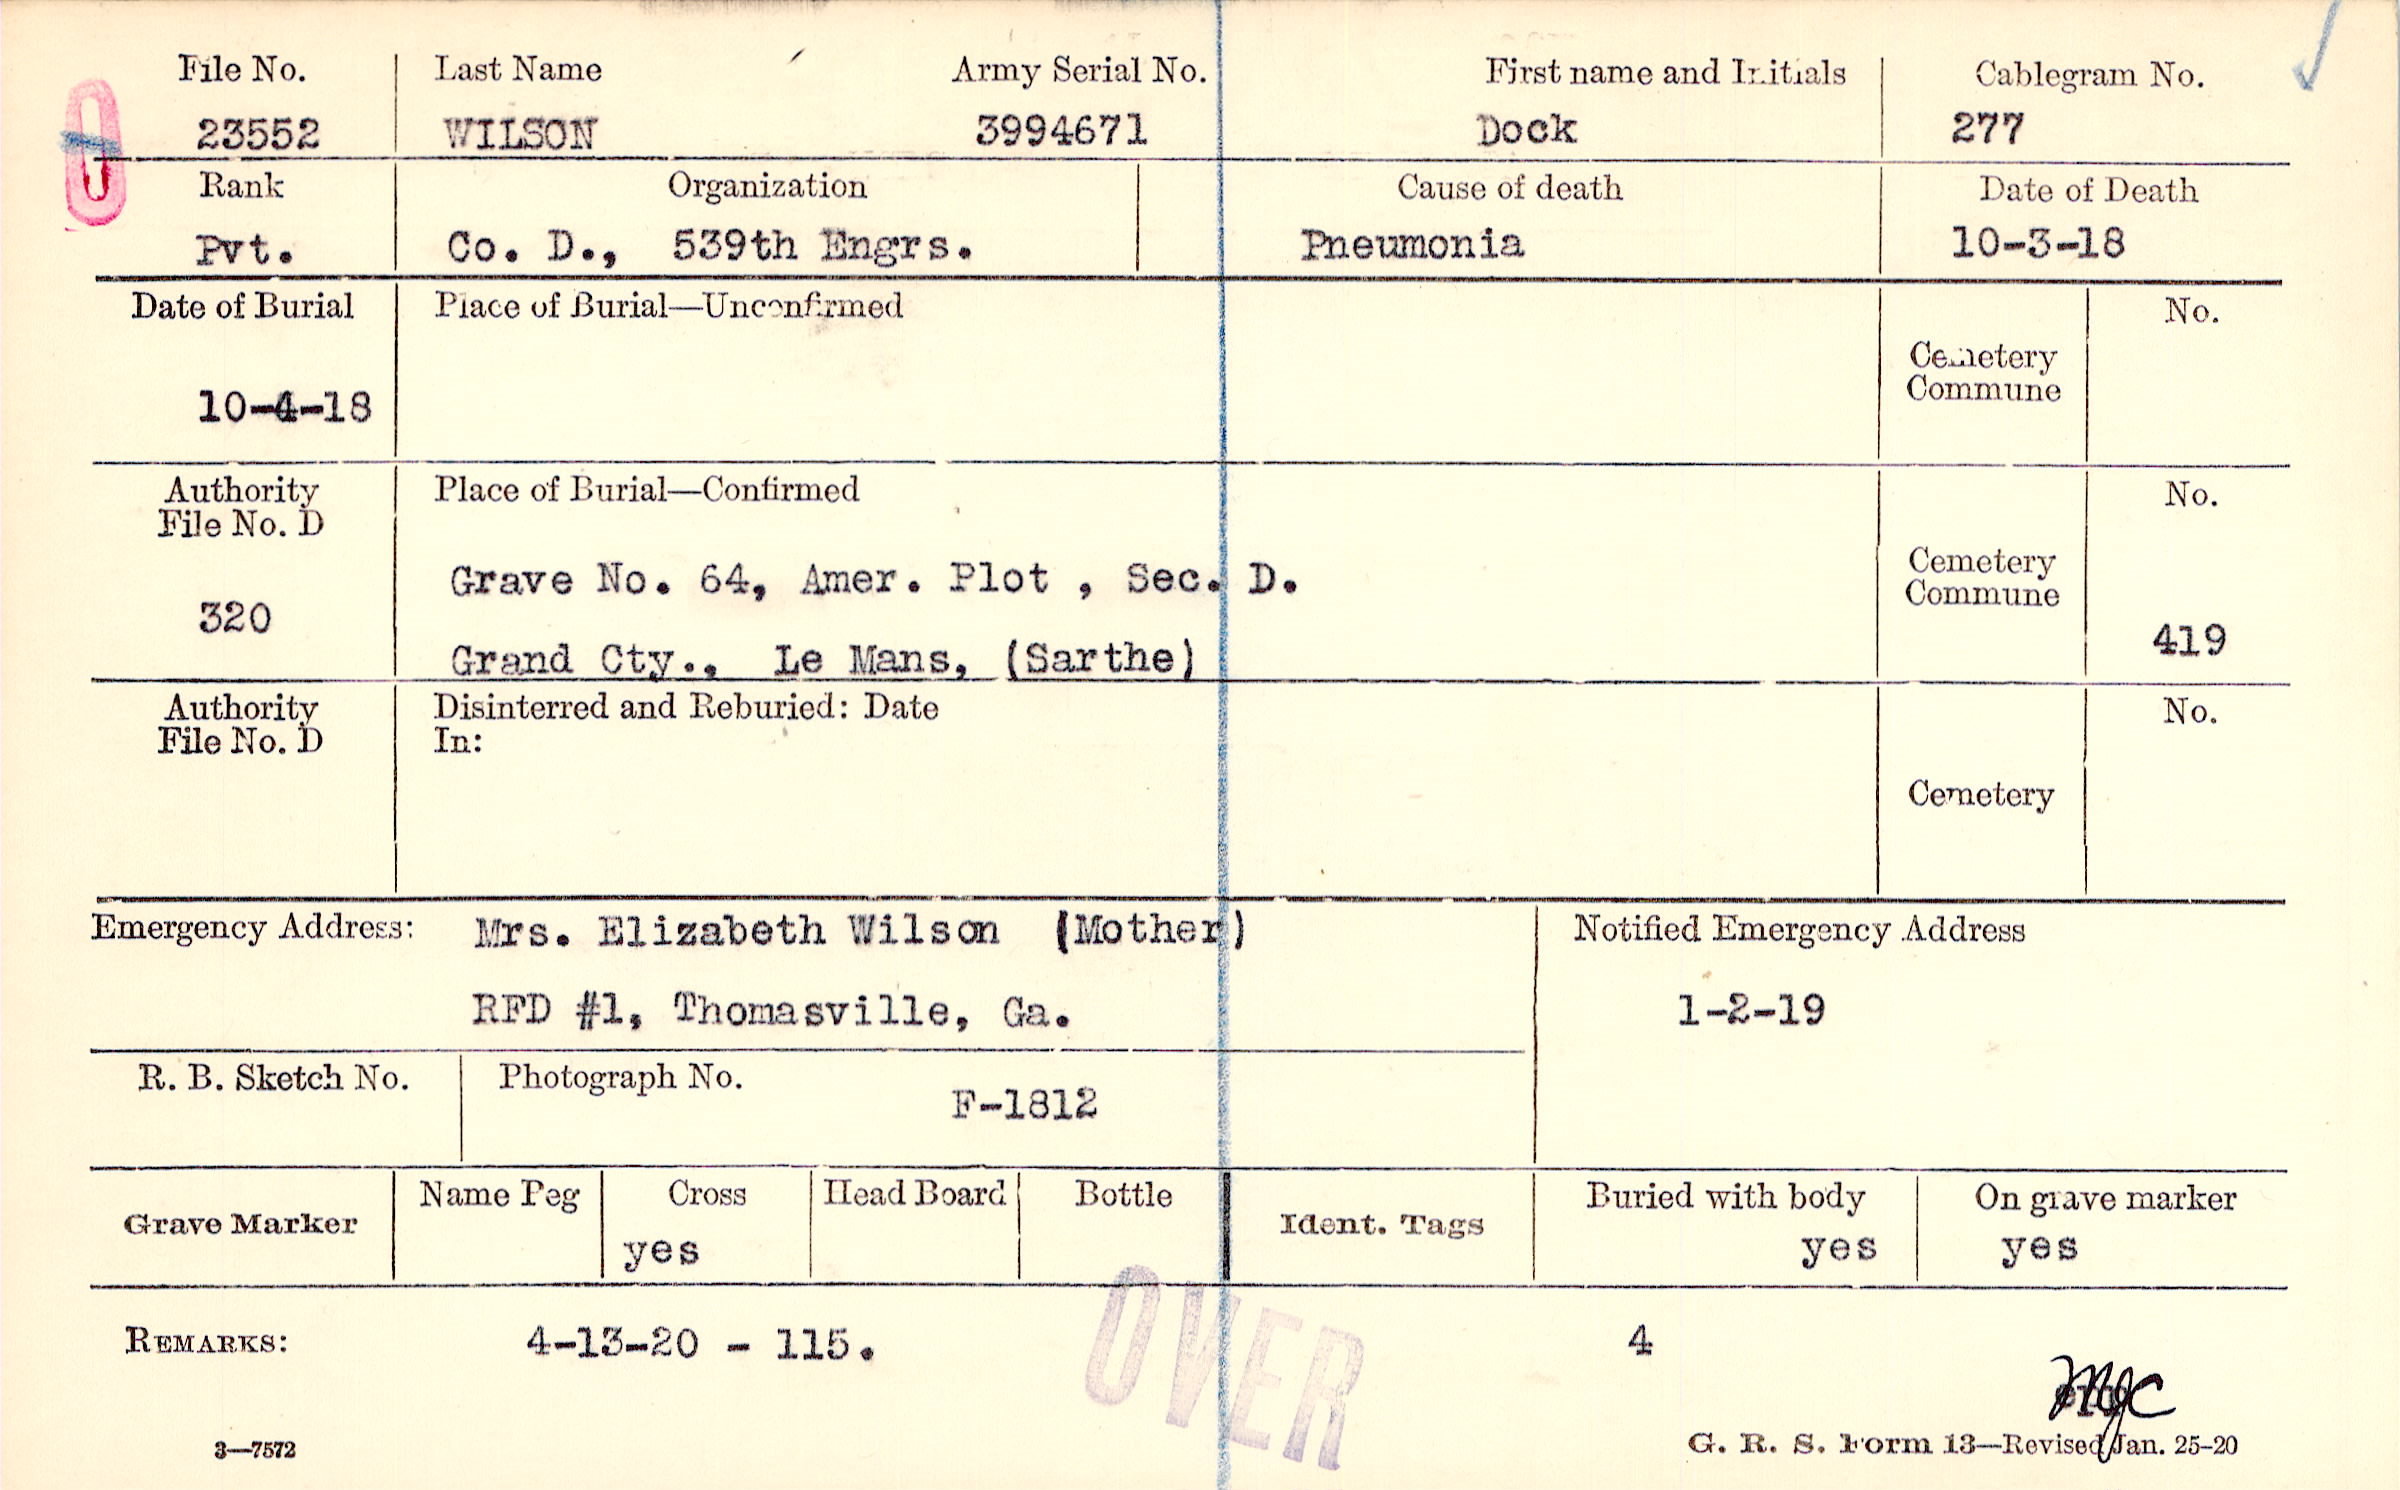 File No. Last Name Army Serial No. First name and Initials Cablegram No.
23552 WILSON 3994671 Dock 277
Rank Organization Cause of death Date of Death
Pvt. Co. D., 539th Engrs. Pneumonia 10-3-18
Date of Burial Place of Burial—Unconfirmed No.
Cemetery
Commune
10-4-18
Authority Place of Burial—Confirmed No.
File No. D
Grave No. 64, Amer. Plot , Sec. D. Cemetery
Commune
320
Grand Cty., Le Mans, (Sarthe) 419
Authority Disinterred and Reburied: Date No.
File No. D In:
Cemetery
Emergency Address: Mrs. Elizabeth Wilson (Mother) Notified Emergency Address
RFD #1, Thomasville, Ga. 1-2-19
R. B. Sketch No. Photograph No.
F-1812
Name Peg Cross Head Board Bottle Buried with body On grave marker
Grave Marker Ident. Tags
yes yes yes
OVER
REMARKS: 4-13-20 - 115. 4
MJC
3—7572 G. R. S. Form 13—Revised Jan. 25-20